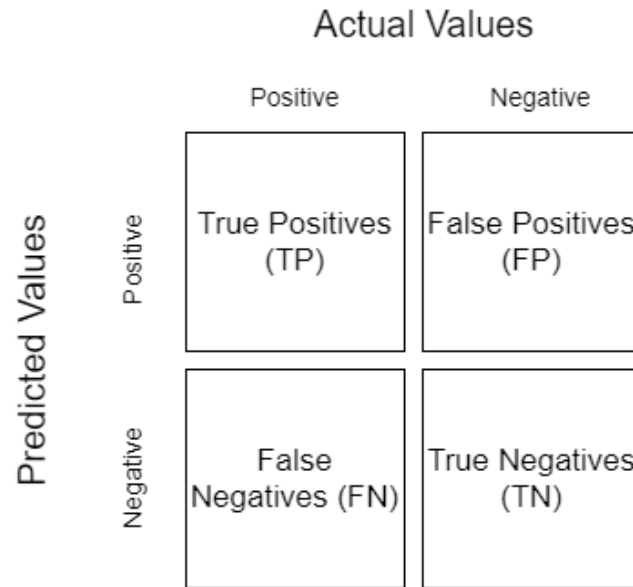 Actual Values
Positive
Negative
Predicted Values
Positive
True Positives
(TP)
False Positives
(FP)
Negative
False
Negatives (FN)
True Negatives
(TN)